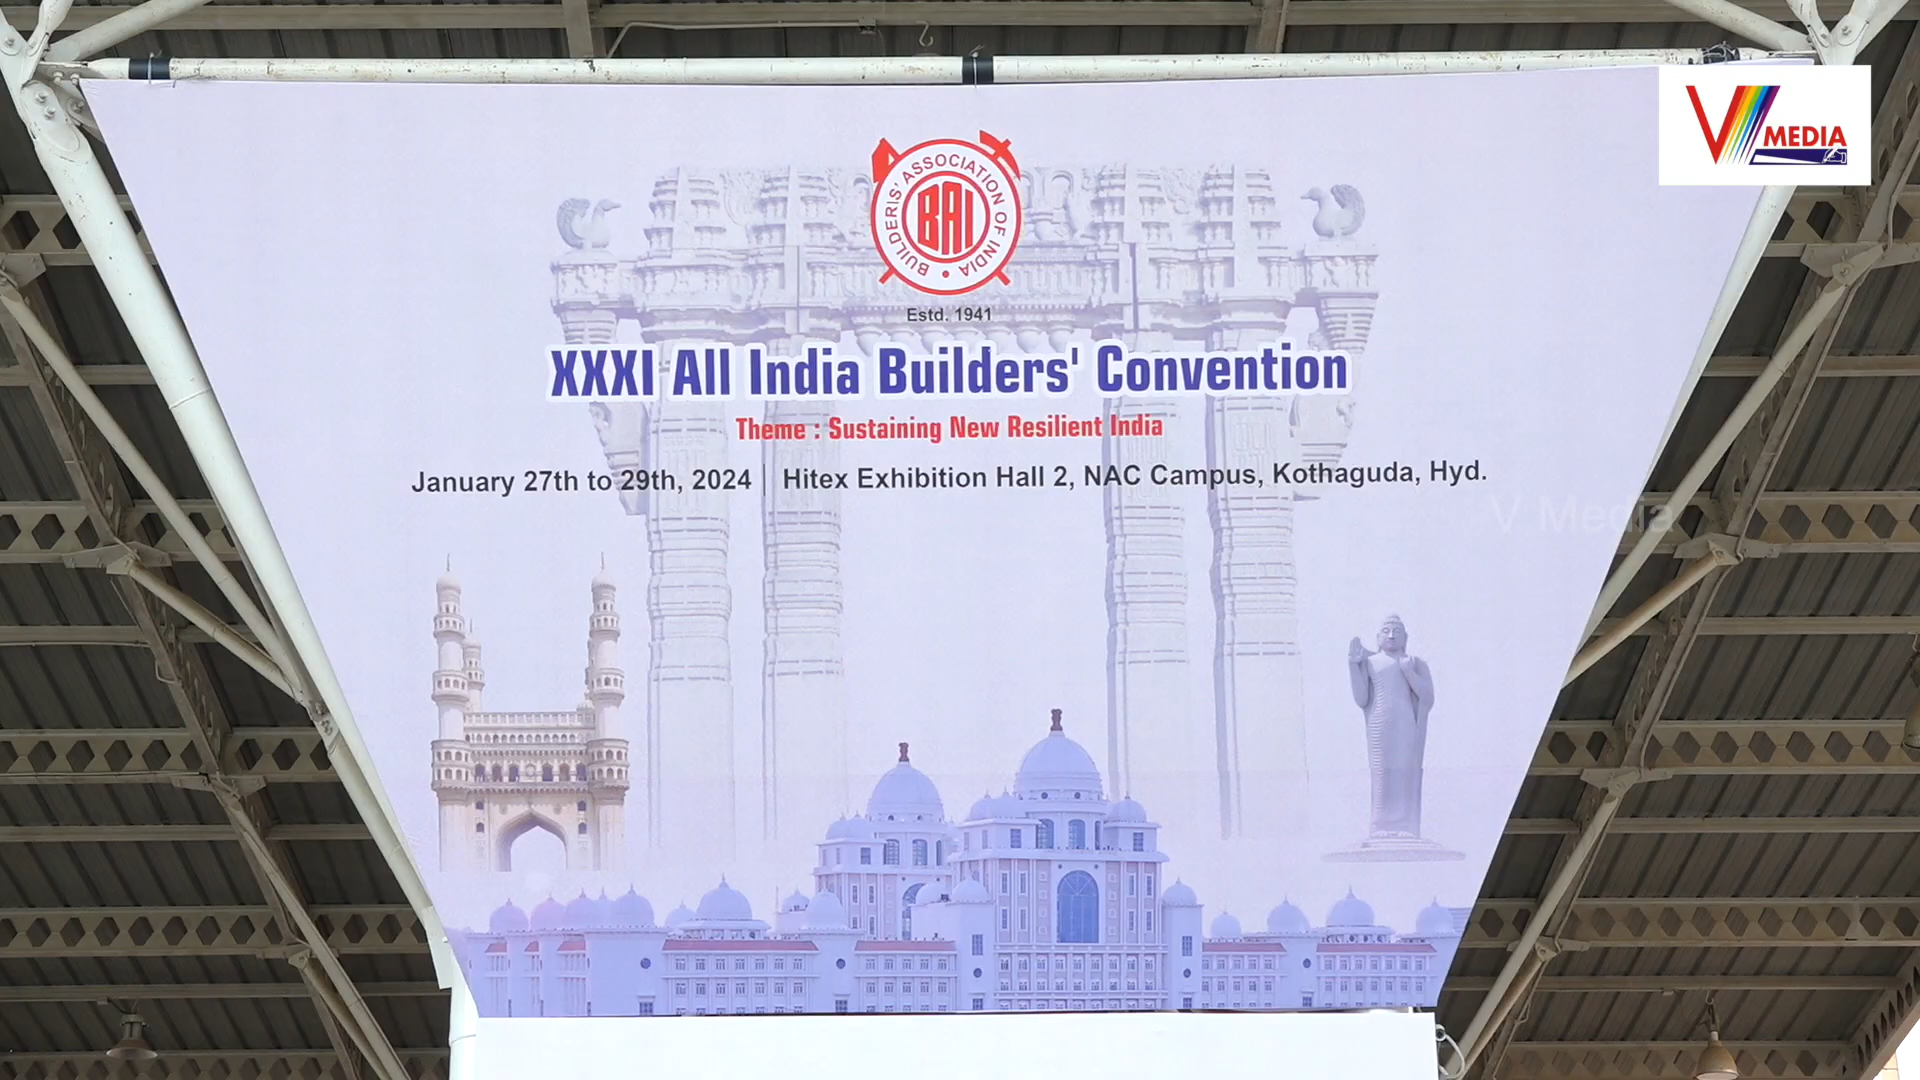 V MEDIA
BUILDERS' ASSOCIATION OF INDIA
BAI
Estd. 1941
XXXI All India Builders' Convention
Theme : Sustaining New Resilient India
January 27th to 29th, 2024 | Hitex Exhibition Hall 2, NAC Campus, Kothaguda, Hyd.
V Media